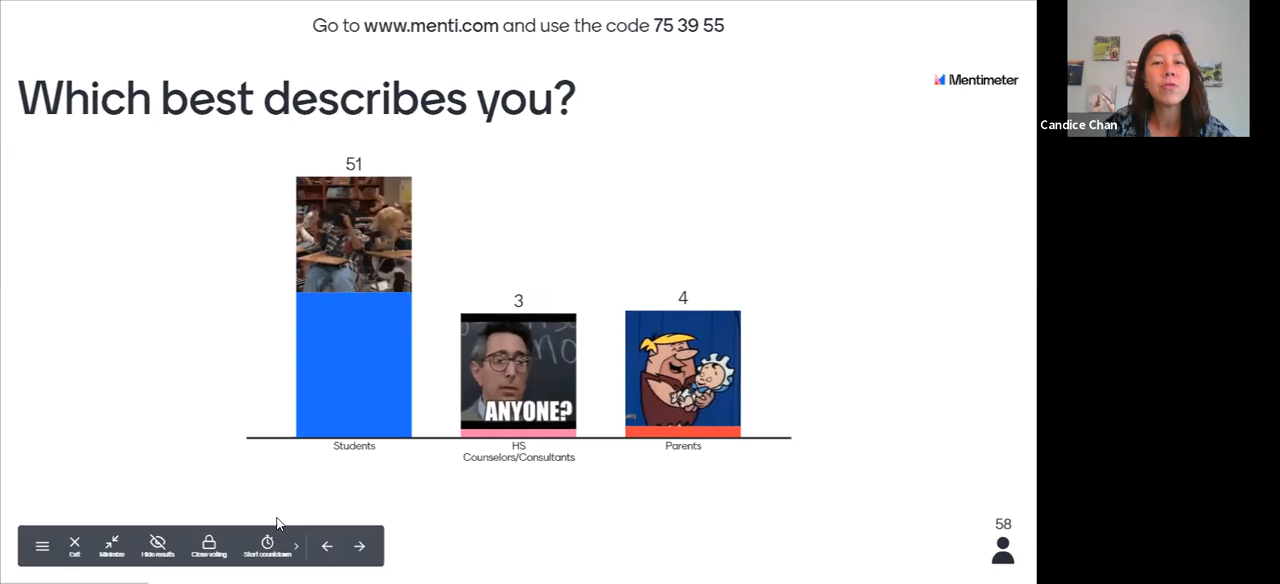 Go to www.menti.com and use the code 75 39 55
Which best describes you?
Mentimeter
Candice Chan
51
3
4
ANYONE?
Students
HS
Counselors/Consultants
Parents
58
Exit
Minimize
Hide results
Close voting
Start countdown